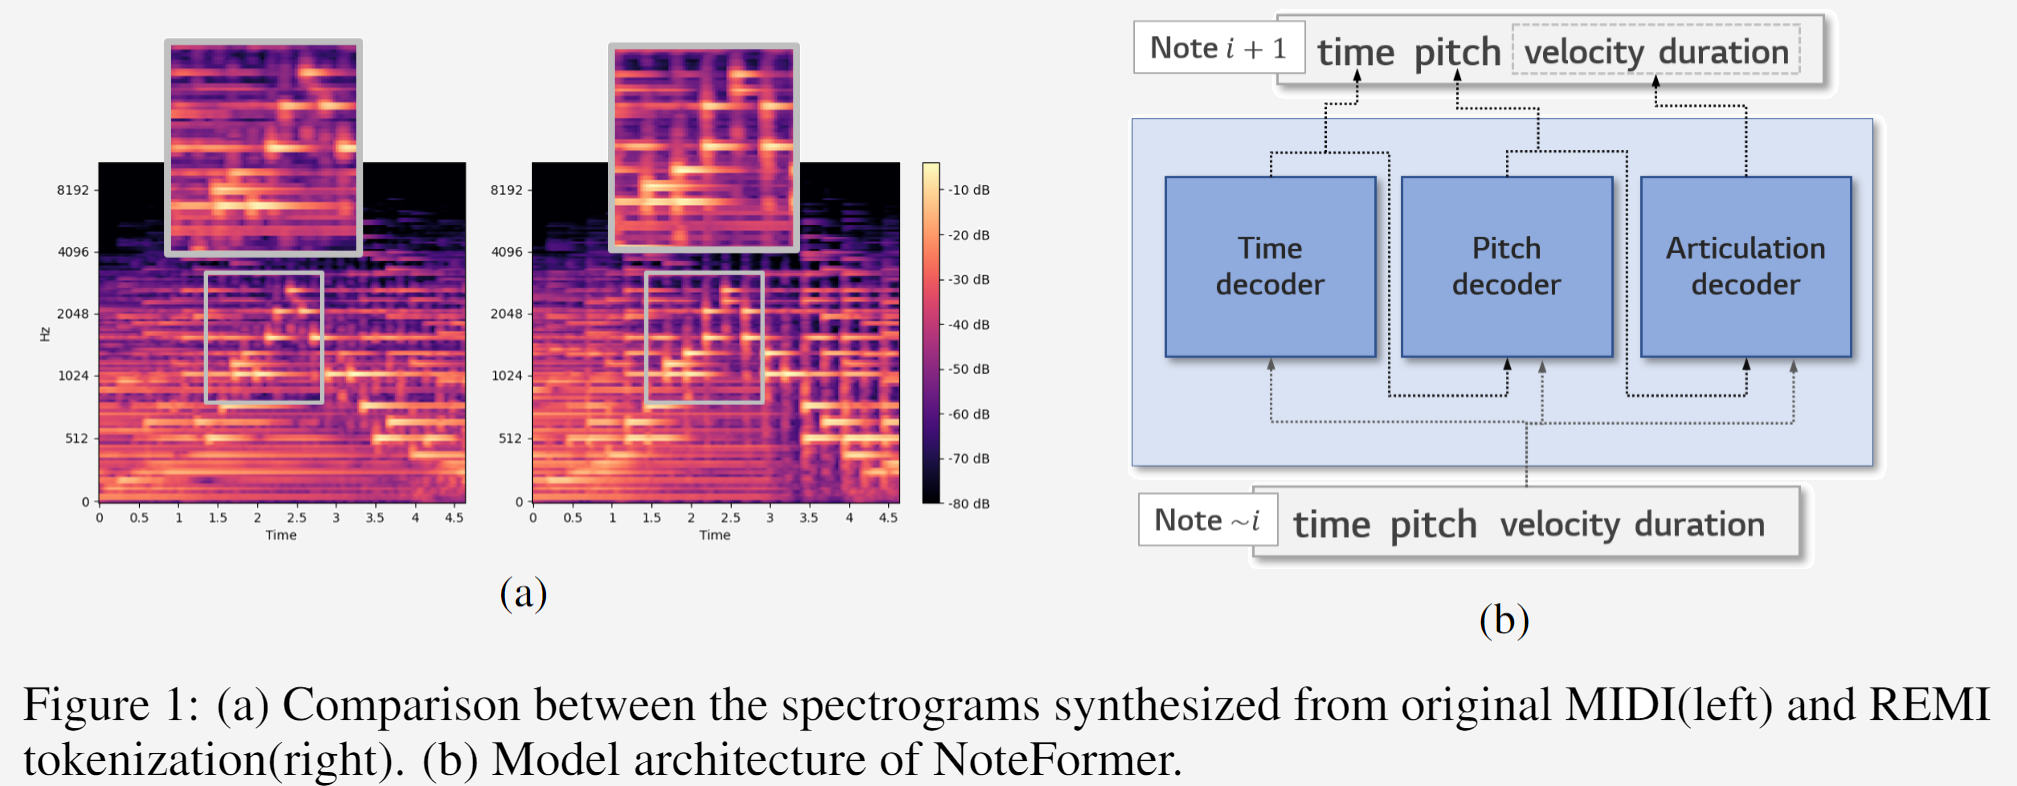 8192
4096
2048
1024
512
0
Hz
0 0.5 1 1.5 2 2.5 3 3.5 4 4.5
Time
8192
4096
2048
1024
512
0
0 0.5 1 1.5 2 2.5 3 3.5 4 4.5
Time
-10 dB
-20 dB
-30 dB
-40 dB
-50 dB
-60 dB
-70 dB
-80 dB
(a)
Note i + 1 time pitch velocity duration
Time
decoder
Pitch
decoder
Articulation
decoder
Note ~i time pitch velocity duration
(b)
Figure 1: (a) Comparison between the spectrograms synthesized from original MIDI(left) and REMI
tokenization(right). (b) Model architecture of NoteFormer.